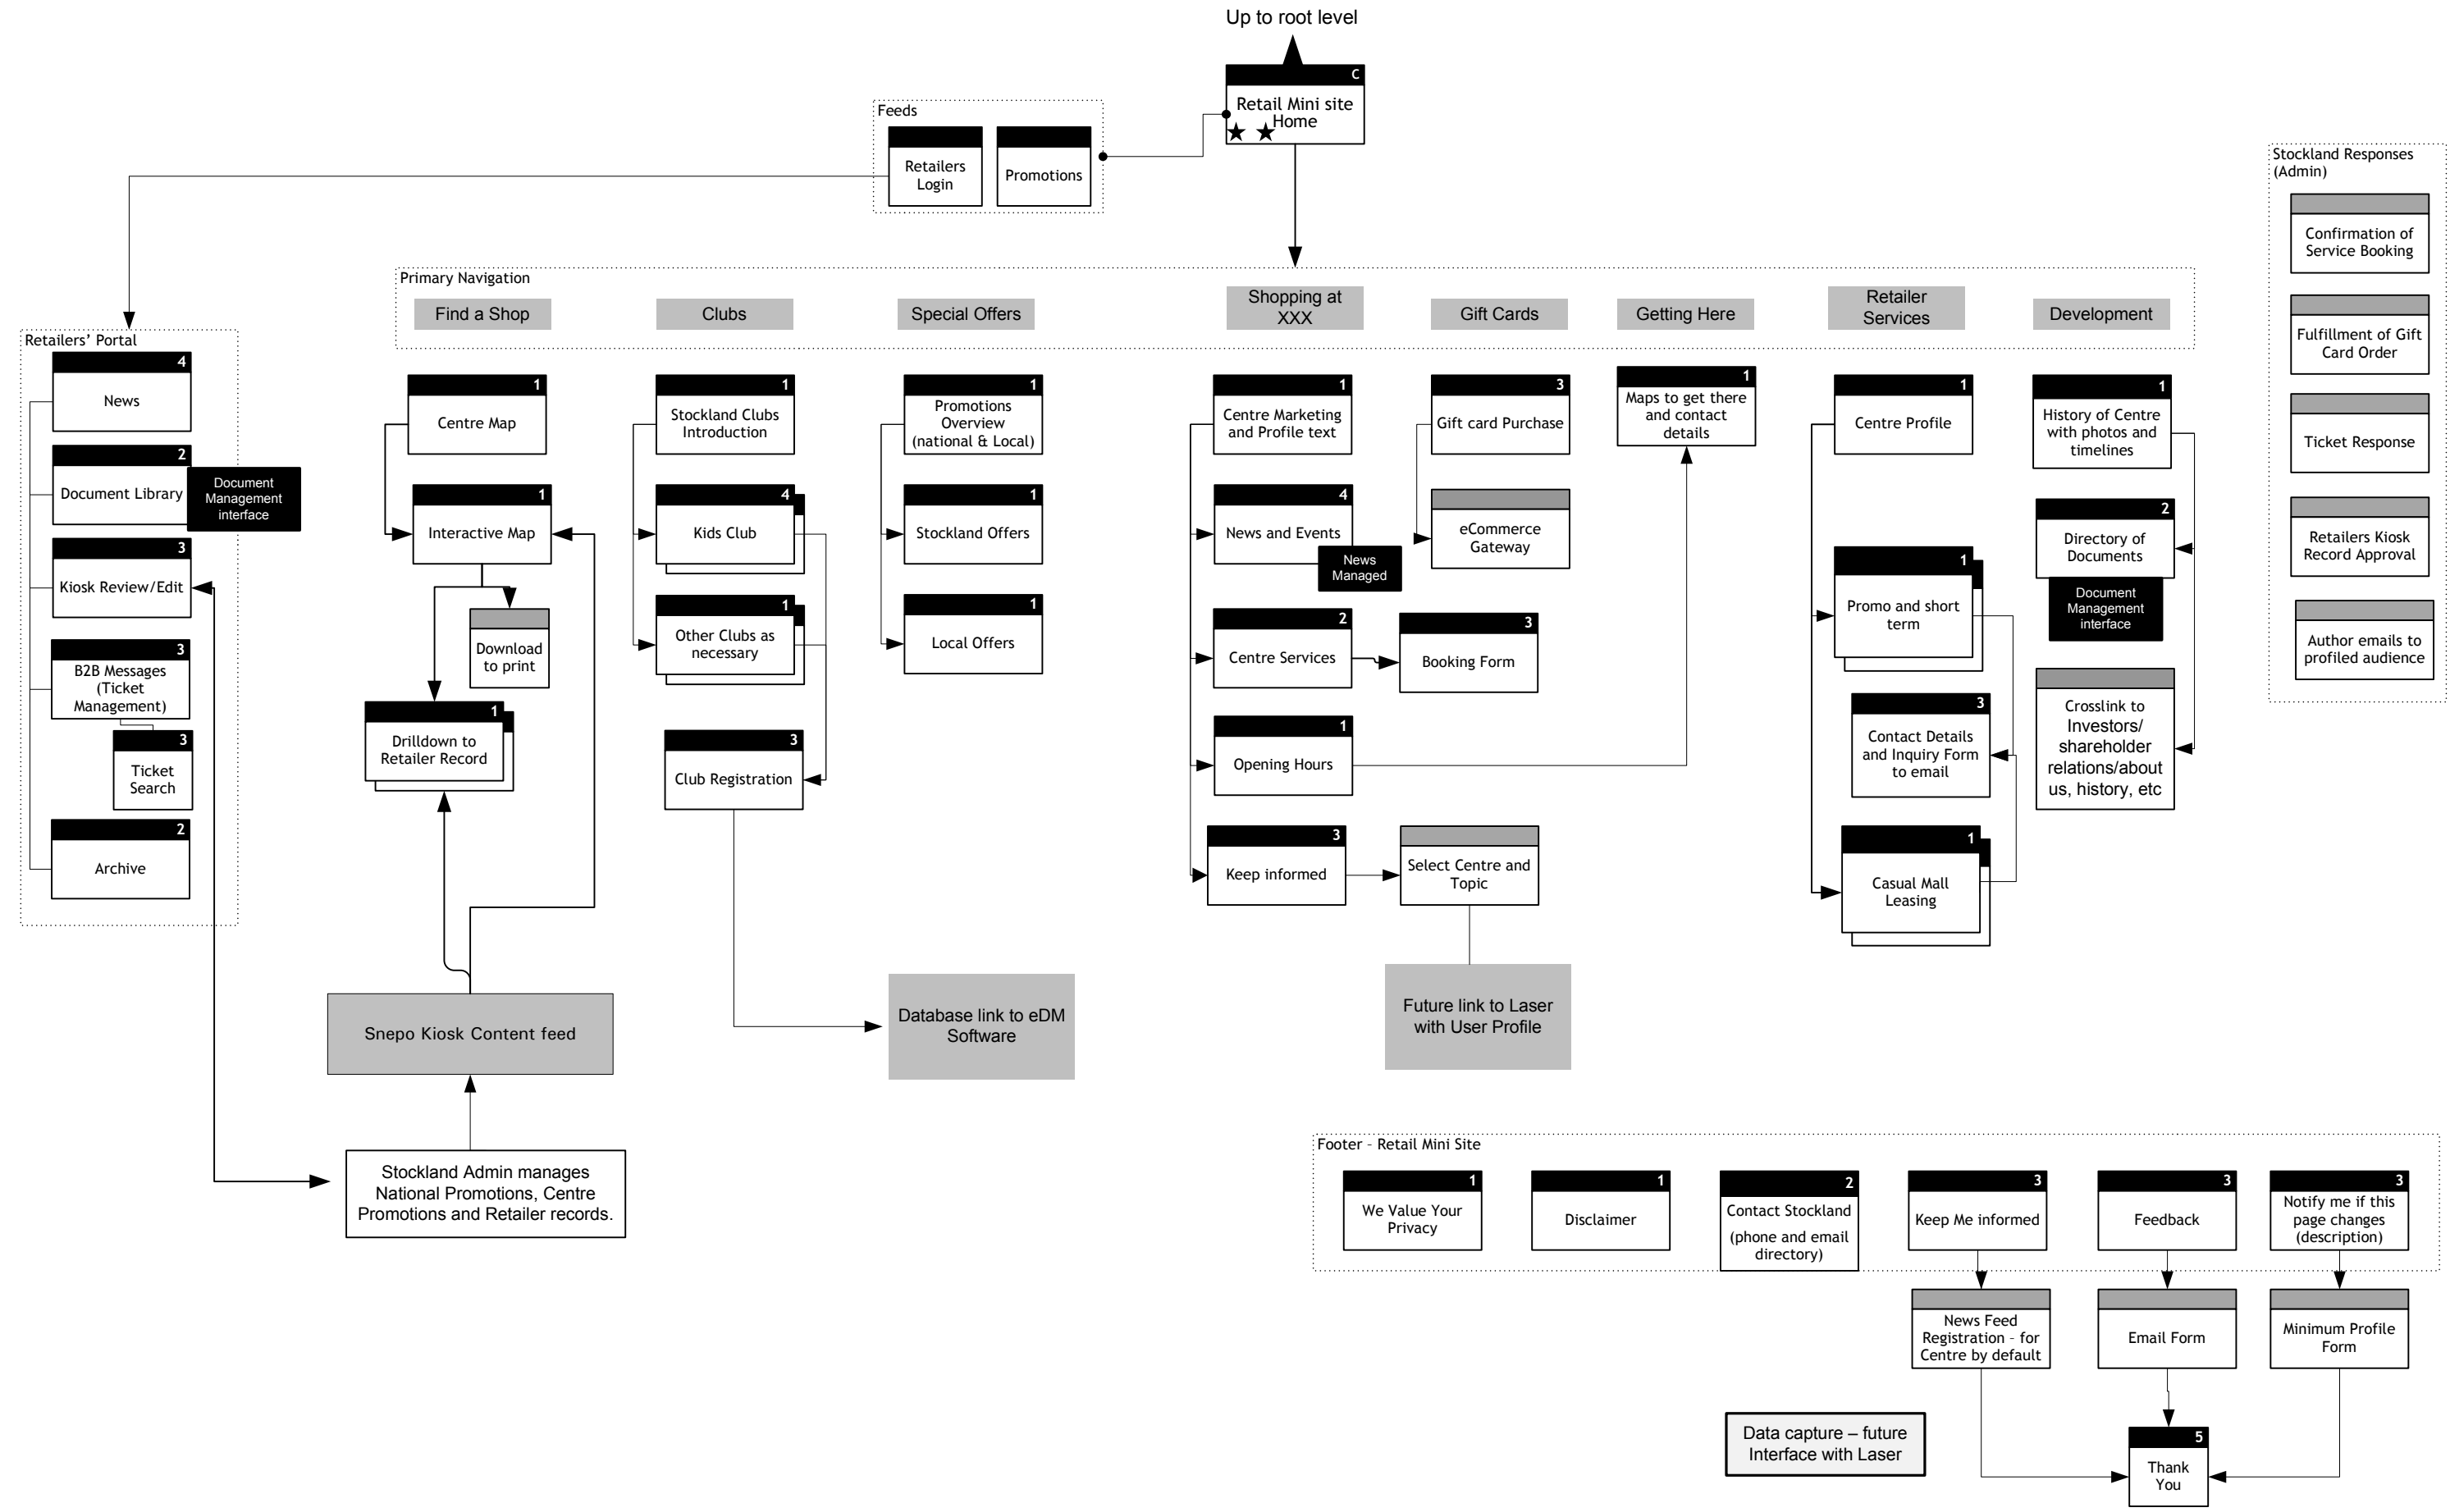 Up to root level
C
Retail Mini site
Home
Feeds
Retailers
Login
Promotions
Stockland Responses
(Admin)
Confirmation of
Service Booking
Fulfillment of Gift
Card Order
Ticket Response
Retailers Kiosk
Record Approval
Author emails to
profiled audience
Primary Navigation
Find a Shop
Clubs
Special Offers
Shopping at
XXX
Gift Cards
Getting Here
Retailer
Services
Development
Retailers' Portal
4
News
2
Document Library
Document
Management
interface
3
Kiosk Review/Edit
3
B2B Messages
(Ticket
Management)
3
Ticket
Search
2
Archive
1
Centre Map
1
Interactive Map
Download
to print
1
Drilldown to
Retailer Record
Snepo Kiosk Content feed
Stockland Admin manages
National Promotions, Centre
Promotions and Retailer records.
1
Stockland Clubs
Introduction
4
Kids Club
1
Other Clubs as
necessary
3
Club Registration
Database link to eDM
Software
1
Promotions
Overview
(national & Local)
1
Stockland Offers
1
Local Offers
1
Centre Marketing
and Profile text
4
News and Events
News
Managed
2
Centre Services
3
Booking Form
1
Opening Hours
3
Keep informed
Select Centre and
Topic
Future link to Laser
with User Profile
3
Gift card Purchase
eCommerce
Gateway
1
Maps to get there
and contact
details
1
Centre Profile
1
Promo and short
term
3
Contact Details
and Inquiry Form
to email
1
Casual Mall
Leasing
1
History of Centre
with photos and
timelines
2
Directory of
Documents
Document
Management
interface
Crosslink to
Investors/
shareholder
relations/about
us, history, etc
Footer – Retail Mini Site
1
We Value Your
Privacy
1
Disclaimer
2
Contact Stockland
(phone and email
directory)
3
Keep Me informed
3
Feedback
3
Notify me if this
page changes
(description)
News Feed
Registration – for
Centre by default
Email Form
Minimum Profile
Form
Data capture – future
Interface with Laser
5
Thank
You